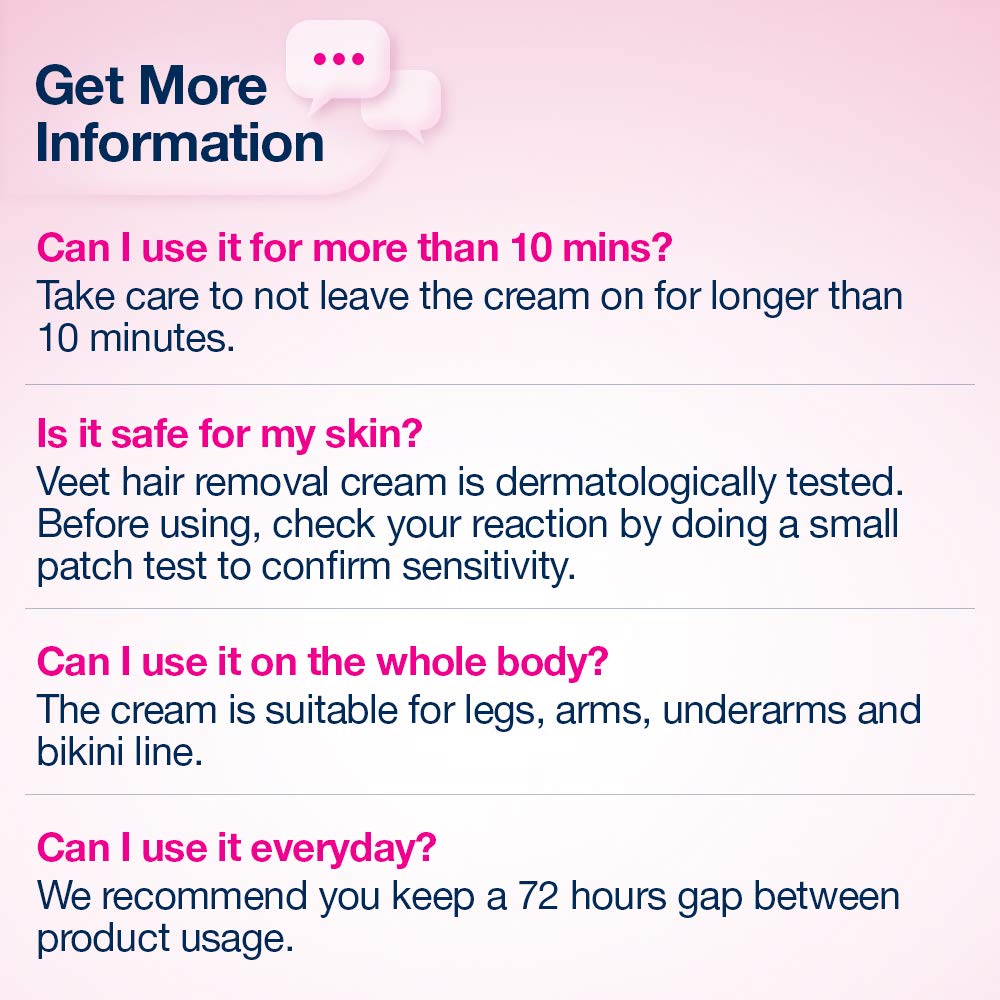 Get More
Information
Can I use it for more than 10 mins?
Take care to not leave the cream on for longer than
10 minutes.
Is it safe for my skin?
Veet hair removal cream is dermatologically tested.
Before using, check your reaction by doing a small
patch test to confirm sensitivity.
Can I use it on the whole body?
The cream is suitable for legs, arms, underarms and
bikini line.
Can I use it everyday?
We recommend you keep a 72 hours gap between
product usage.